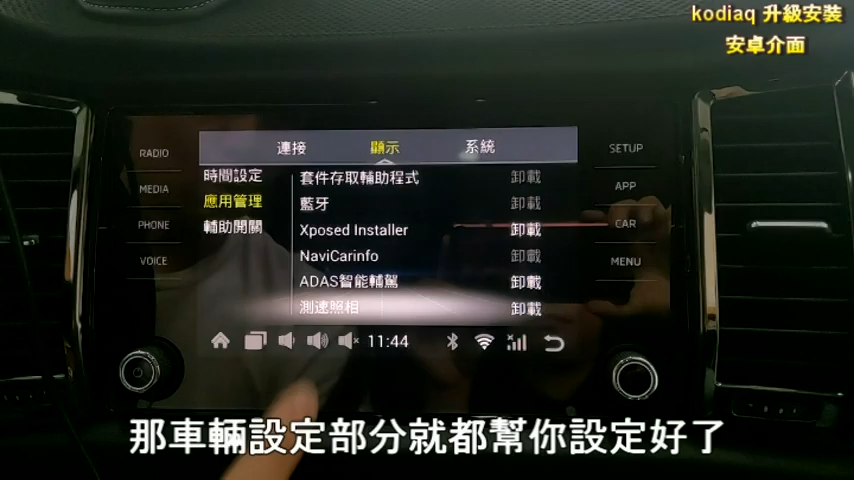 kodiaq 升級安裝
安卓介面
連接 顯示 系統
RADIO
MEDIA
PHONE
VOICE
時間設定
應用管理
輔助開關
套件存取輔助程式 卸載
藍牙 卸載
Xposed Installer 卸載
NaviCarinfo 卸載
ADAS智能輔駕 卸載
測速照相 卸載
SETUP
APP
CAR
MENU
11:44
那車輛設定部分就都幫你設定好了